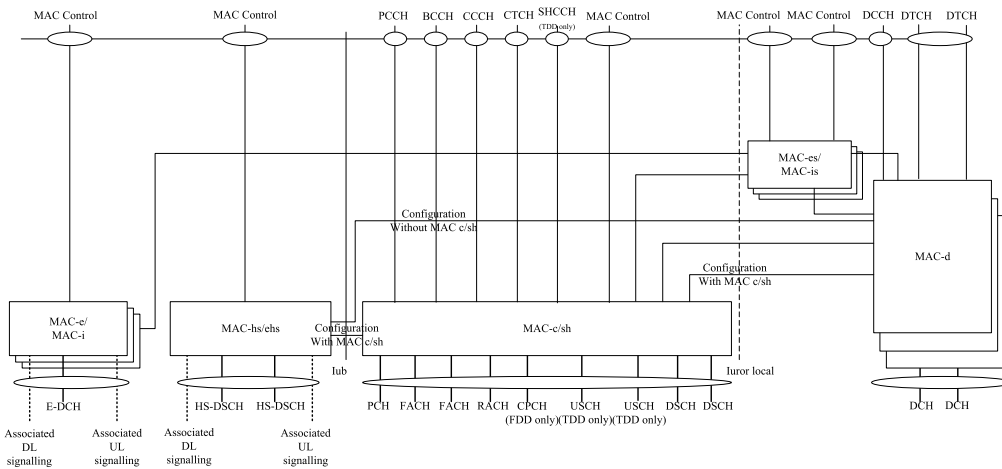 MAC Control
MAC Control
PCCH
BCCH
CCCH
CTCH
SHCCH
(TDD only)
MAC Control
MAC Control
MAC Control
DCCH
DTCH
DTCH
MAC-es/
MAC-is
Configuration
Without MAC c/sh
MAC-d
Configuration
With MAC c/sh
MAC-e/
MAC-i
MAC-hs/ehs
Configuration
With MAC c/sh
MAC-c/sh
Iub
Iuror local
E-DCH
HS-DSCH
HS-DSCH
PCH
FACH
FACH
RACH
CPCH
USCH
USCH
DSCH
DSCH
DCH
DCH
(FDD only)(TDD only)(TDD only)
Associated
DL
signalling
Associated
UL
signalling
Associated
DL
signalling
Associated
UL
signalling